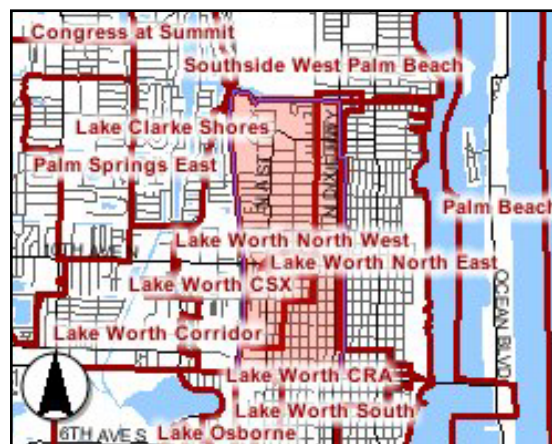 Congress at Summit
Southside West Palm Beach
Lake Clarke Shores
Palm Springs East
N A ST
Palm Beach
Lake Worth North West
10TH AVE N
Lake Worth North East
Lake Worth CSX
OCEAN BLVD
Lake Worth Corridor
Lake Worth CRA
Lake Worth South
6TH AVE S
Lake Osborne